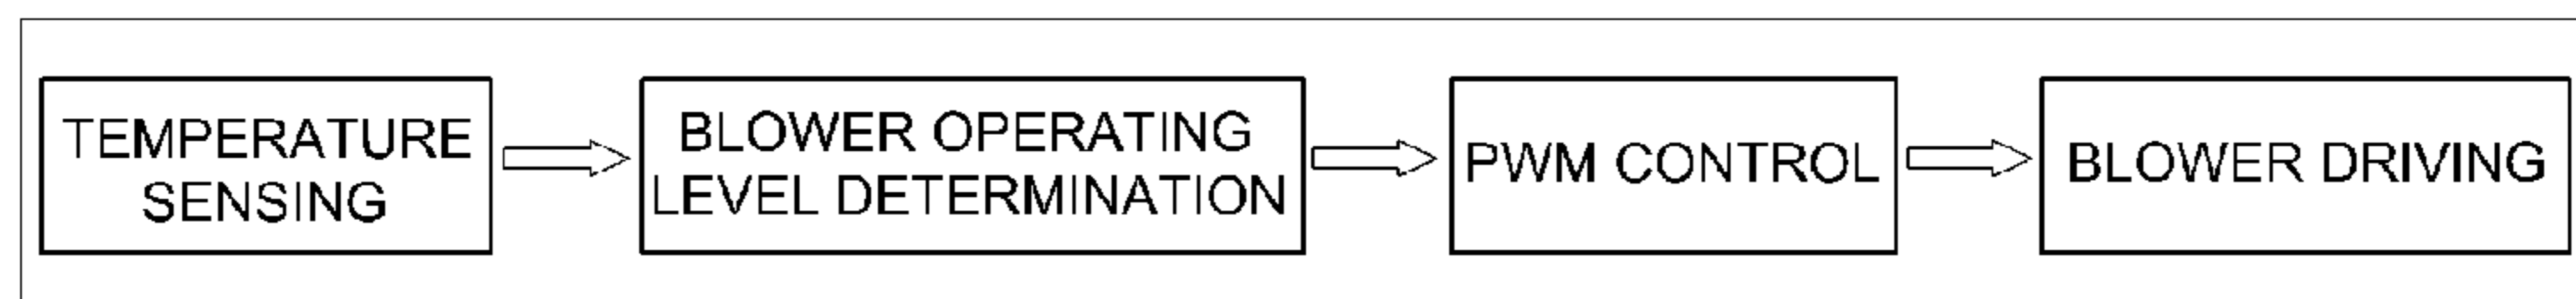 TEMPERATURE
SENSING
BLOWER OPERATING
LEVEL DETERMINATION
PWM CONTROL
BLOWER DRIVING